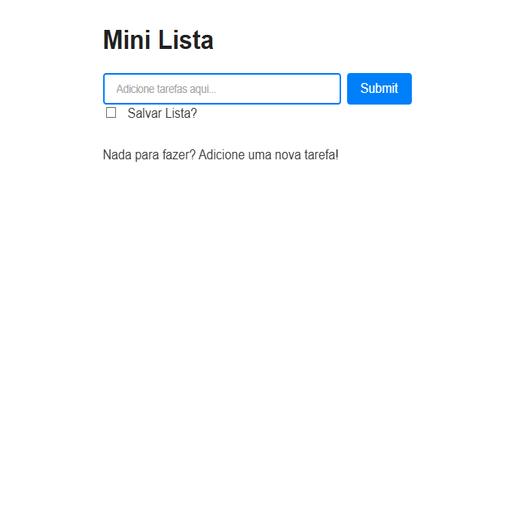 Mini Lista
Adicione tarefas aqui...
Submit
Salvar Lista?
Nada para fazer? Adicione uma nova tarefa!